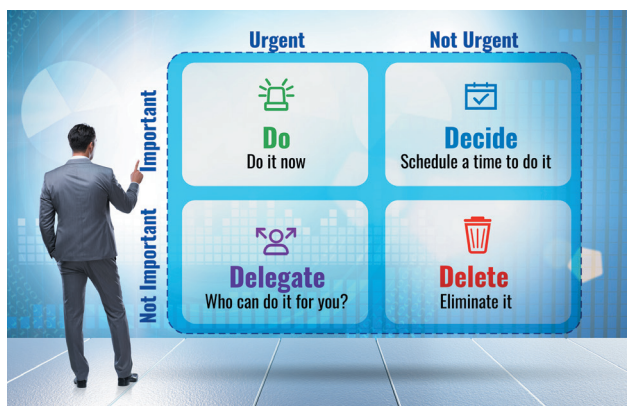 Urgent
Not Urgent
Important
Do
Do it now
Decide
Schedule a time to do it
Not Important
Delegate
Who can do it for you?
Delete
Eliminate it